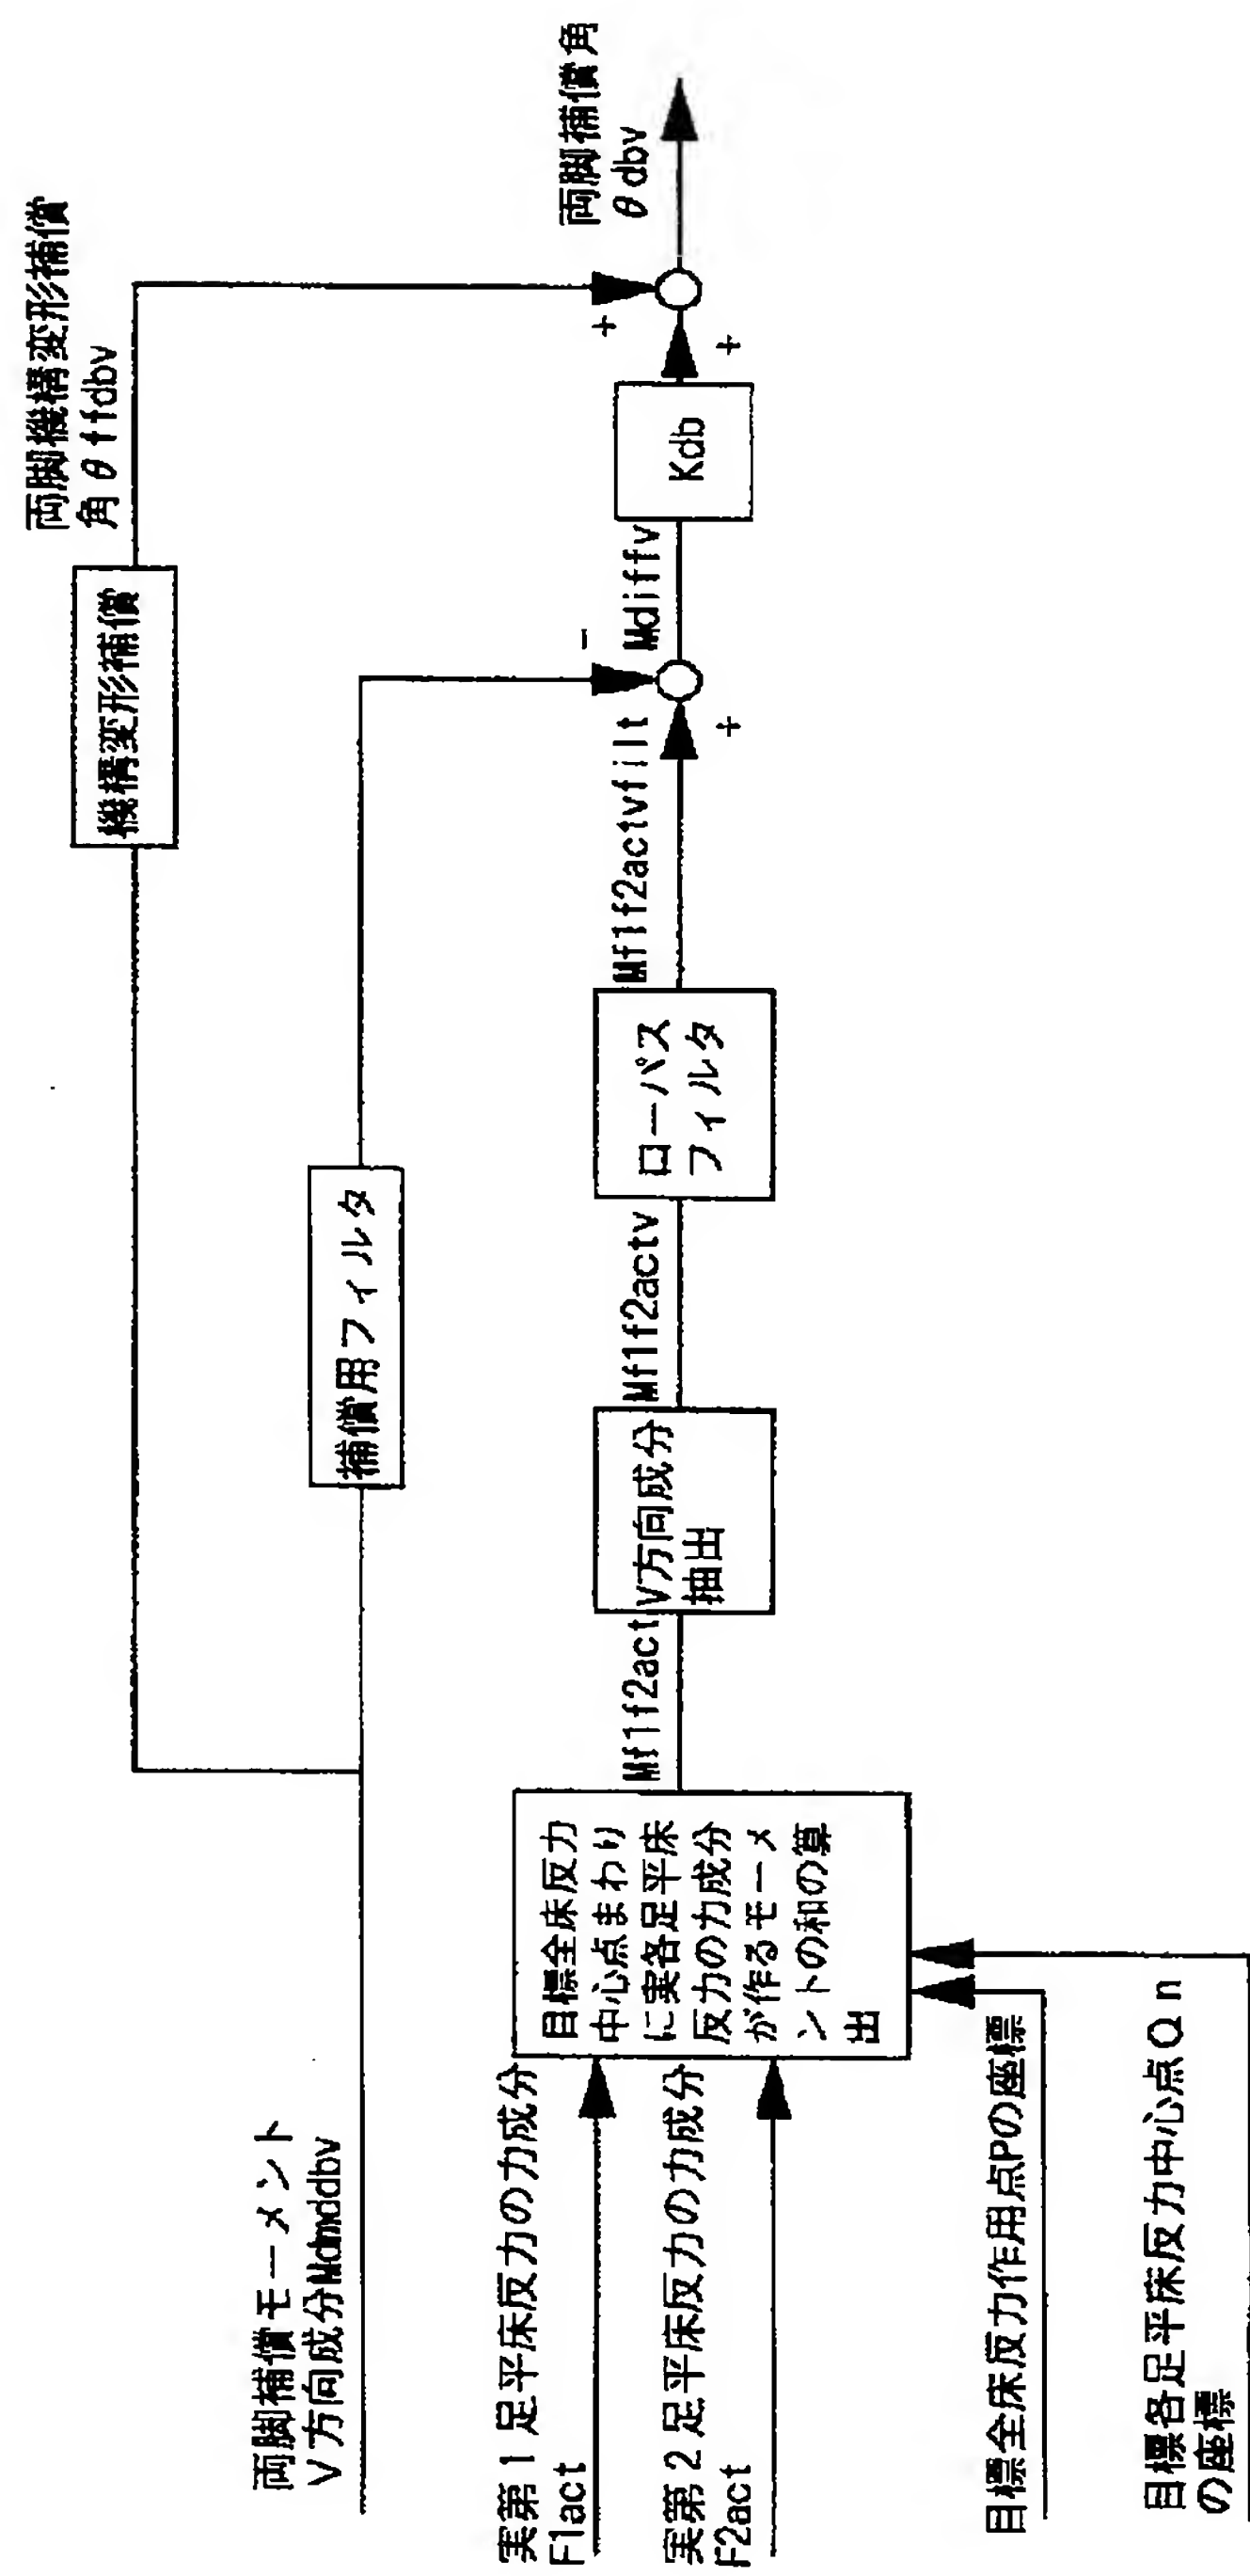 両脚機構変形補償
角θffdbv
機構変形補償
両脚補償角
θdbv
両脚補償モーメント
V方向成分Mdmddbv
補償用フィルタ
-
+
+
+
実第1足平床反力の力成分
F1act
実第2足平床反力の力成分
F2act
目標全床反力
中心点まわり
に実各足平床
反力の力成分
が作るモーメ
ントの和の算
出
Mf1f2act
V方向成分
抽出
Mf1f2actv
ローパス
フィルタ
Mf1f2actvfilt
Mdiffv
Kdb
目標全床反力作用点Pの座標
目標各足平床反力中心点Qn
の座標